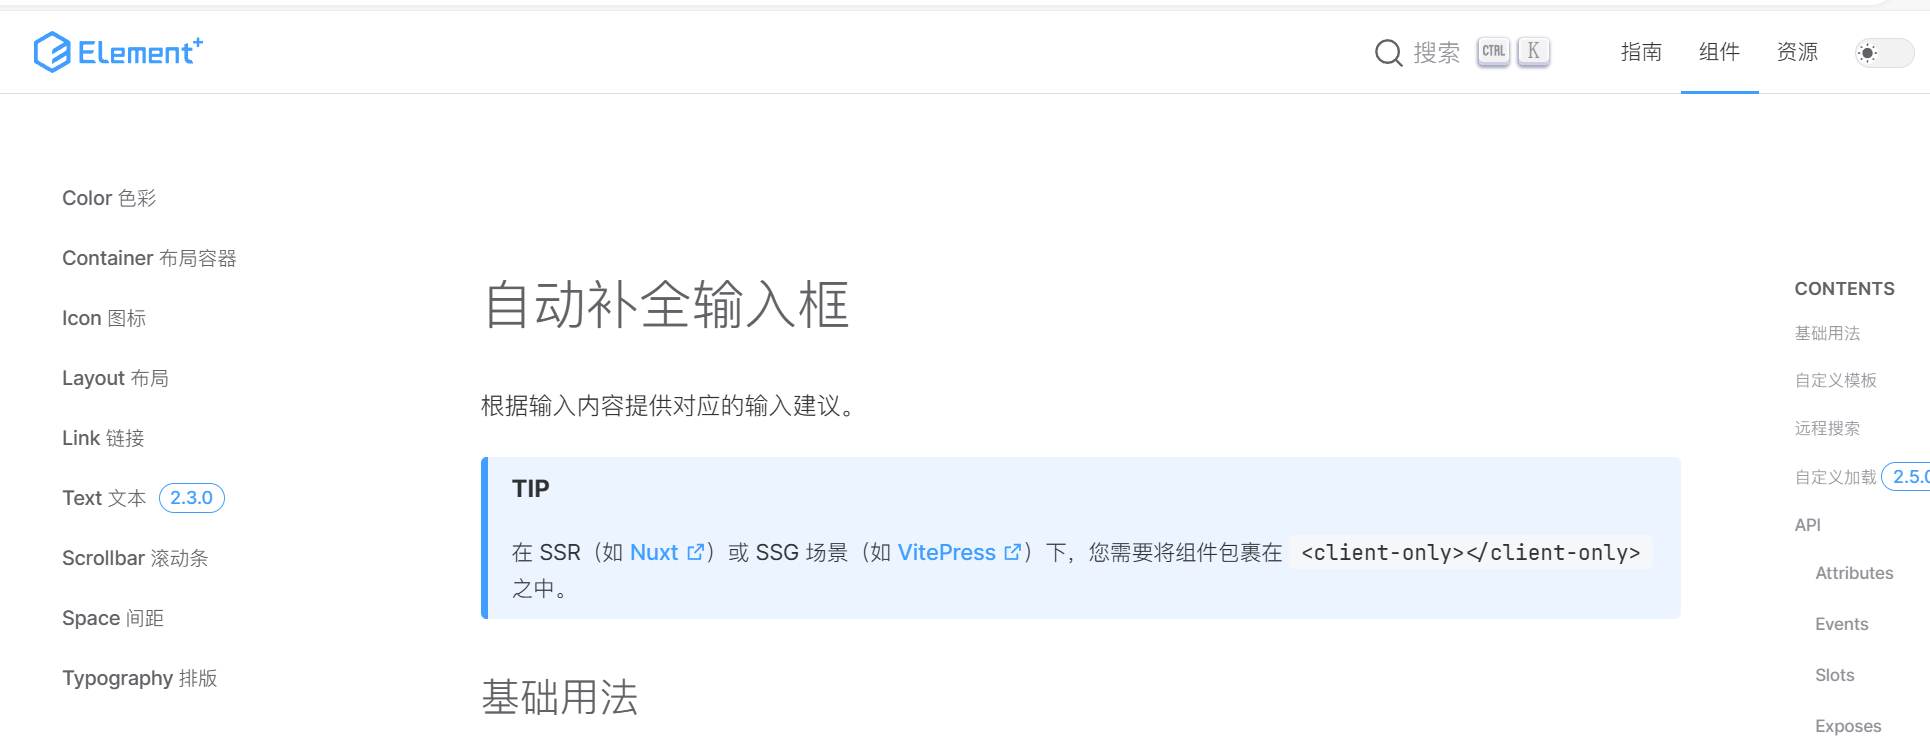 Element+
搜索 CTRL K
指南 组件 资源
Color 色彩
Container 布局容器
Icon 图标
Layout 布局
Link 链接
Text 文本 2.3.0
Scrollbar 滚动条
Space 间距
Typography 排版
自动补全输入框
根据输入内容提供对应的输入建议。
TIP
在 SSR（如 Nuxt ）或 SSG 场景（如 VitePress ）下，您需要将组件包裹在 <client-only></client-only>
之中。
基础用法
CONTENTS
基础用法
自定义模板
远程搜索
自定义加载 2.5.0
API
Attributes
Events
Slots
Exposes